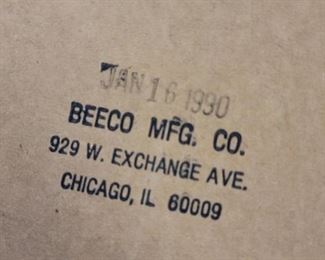 JAN 16 1990
BEECO MFG. CO.
929 W. EXCHANGE AVE.
CHICAGO, IL 60009